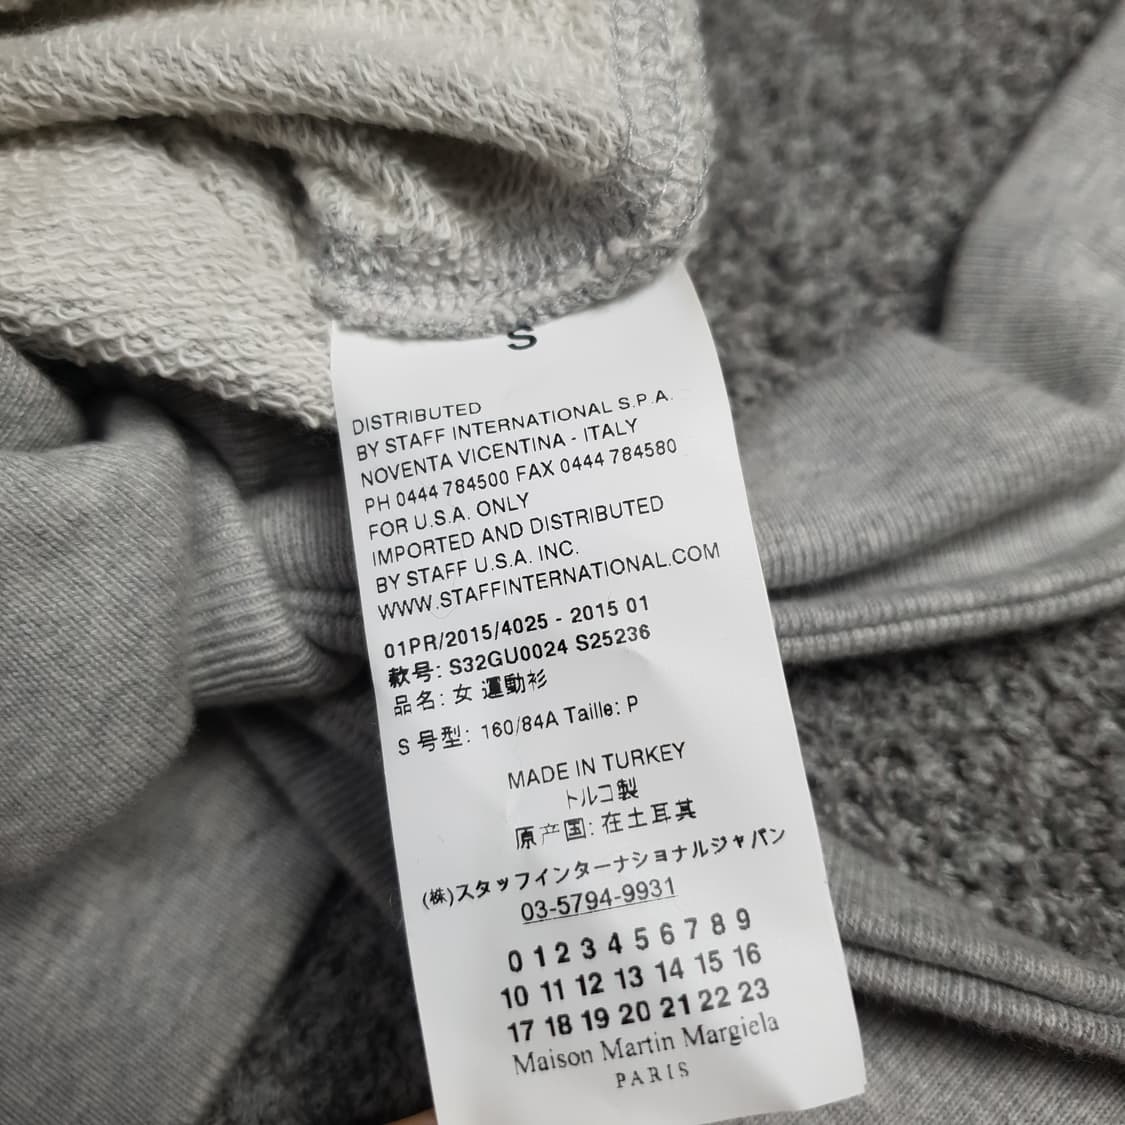 S
DISTRIBUTED
BY STAFF INTERNATIONAL S.P.A.
NOVENTA VICENTINA - ITALY
PH 0444 784500 FAX 0444 784580
FOR U.S.A. ONLY
IMPORTED AND DISTRIBUTED
BY STAFF U.S.A. INC.
WWW.STAFFINTERNATIONAL.COM
01PR/2015/4025 - 2015 01
款号: S32GU0024 S25236
品名: 女 運動衫
S 号型: 160/84A Taille: P
MADE IN TURKEY
トルコ製
原产国: 在土耳其
(株)スタッフインターナショナルジャパン
03-5794-9931
0 1 2 3 4 5 6 7 8 9
10 11 12 13 14 15 16
17 18 19 20 21 22 23
Maison Martin Margiela
PARIS